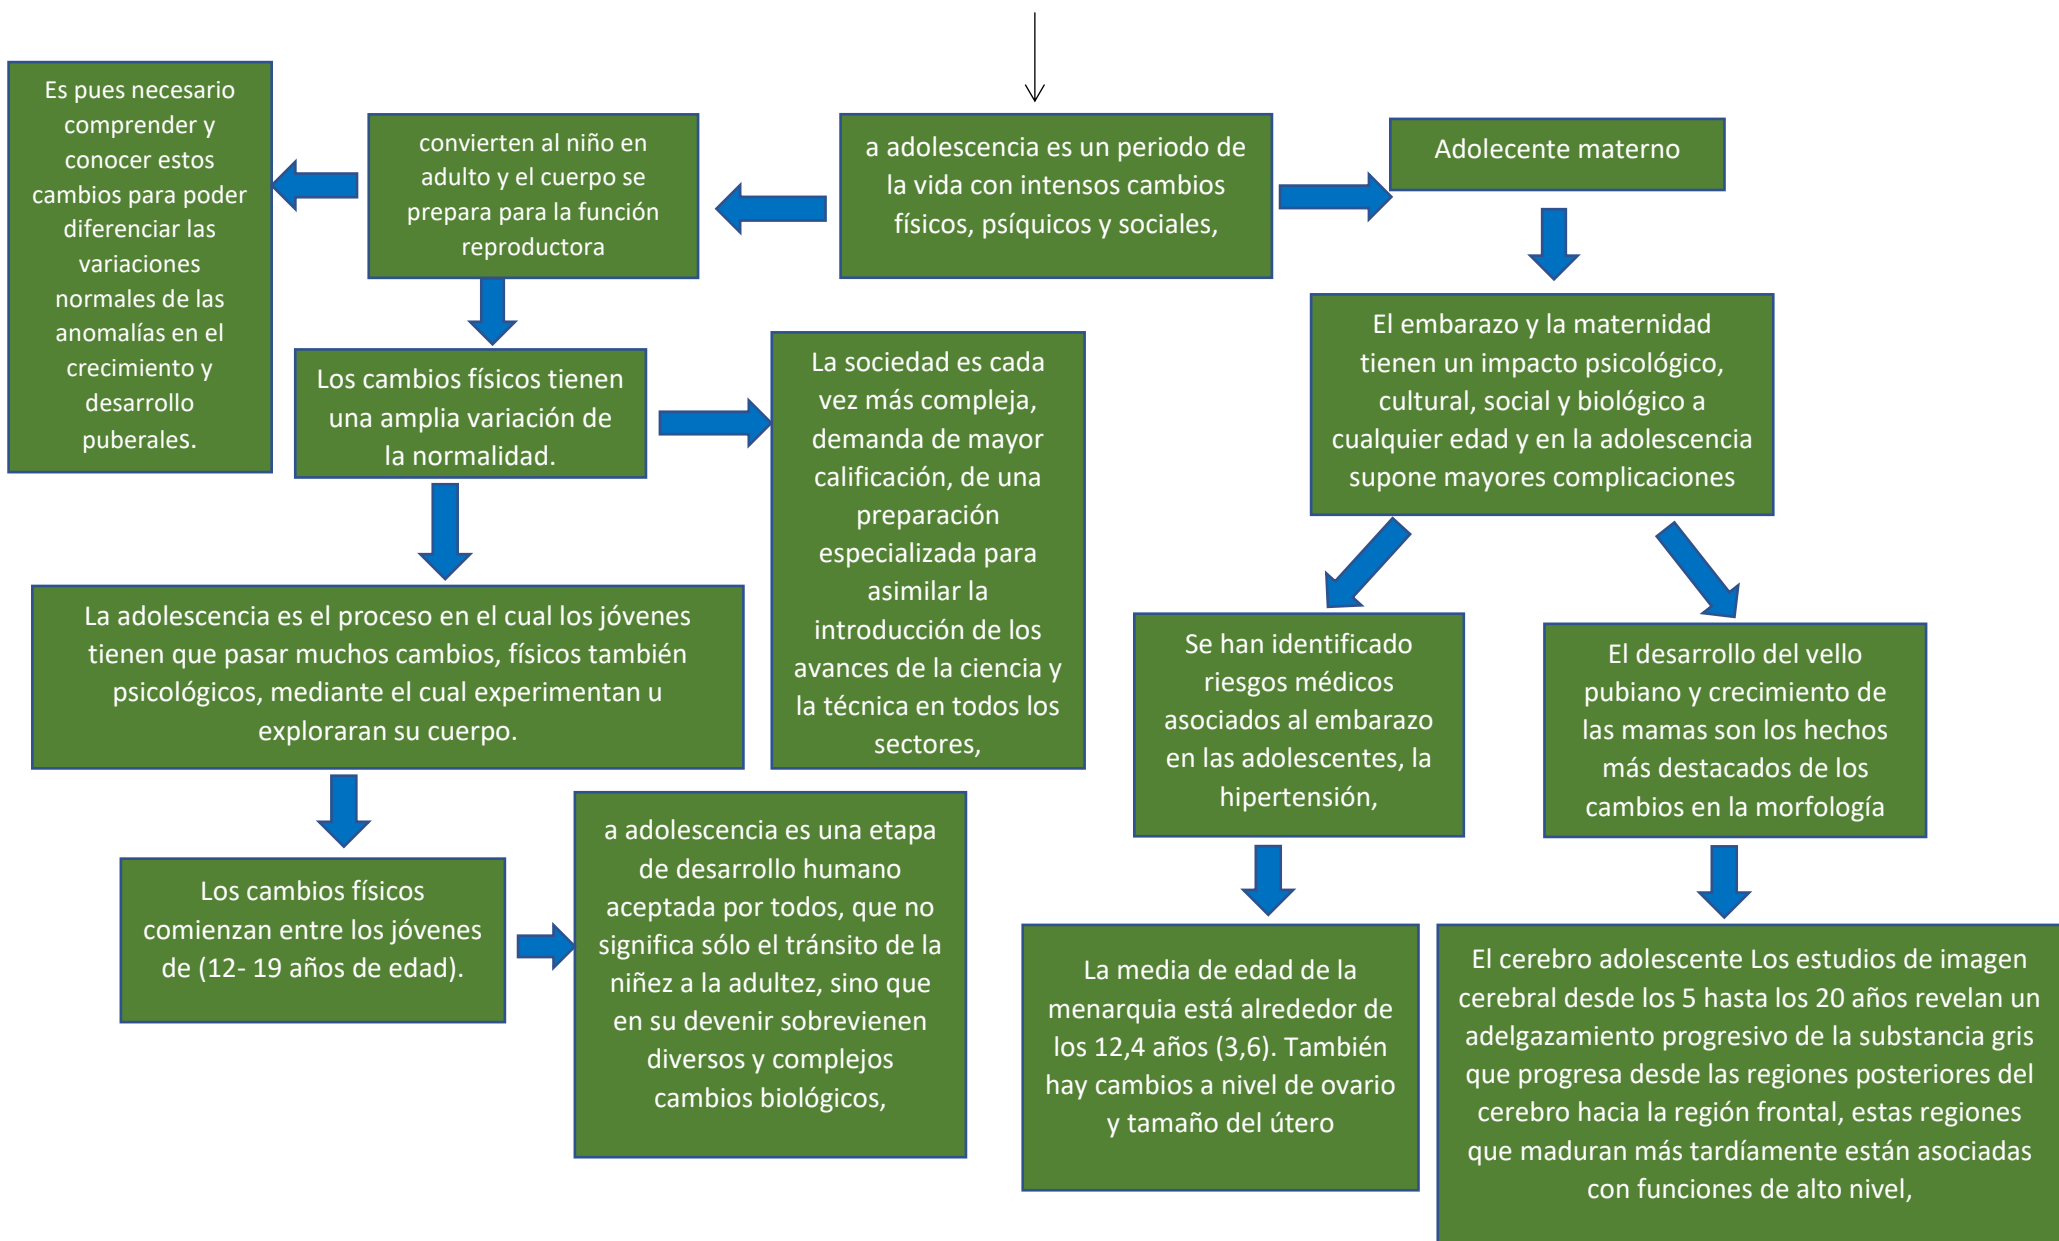 Es pues necesario
comprender y
conocer estos
cambios para poder
diferenciar las
variaciones
normales de las
anomalías en el
crecimiento y
desarrollo
puberales.
convierten al niño en
adulto y el cuerpo se
prepara para la función
reproductora
a adolescencia es un periodo de
la vida con intensos cambios
físicos, psíquicos y sociales,
Adolecente materno
Los cambios físicos tienen
una amplia variación de
la normalidad.
La sociedad es cada
vez más compleja,
demanda de mayor
calificación, de una
preparación
especializada para
asimilar la
introducción de los
avances de la ciencia y
la técnica en todos los
sectores,
El embarazo y la maternidad
tienen un impacto psicológico,
cultural, social y biológico a
cualquier edad y en la adolescencia
supone mayores complicaciones
La adolescencia es el proceso en el cual los jóvenes
tienen que pasar muchos cambios, físicos también
psicológicos, mediante el cual experimentan u
exploraran su cuerpo.
Se han identificado
riesgos médicos
asociados al embarazo
en las adolescentes, la
hipertensión,
El desarrollo del vello
pubiano y crecimiento de
las mamas son los hechos
más destacados de los
cambios en la morfología
Los cambios físicos
comienzan entre los jóvenes
de (12- 19 años de edad).
a adolescencia es una etapa
de desarrollo humano
aceptada por todos, que no
significa sólo el tránsito de la
niñez a la adultez, sino que
en su devenir sobrevienen
diversos y complejos
cambios biológicos,
La media de edad de la
menarquia está alrededor de
los 12,4 años (3,6). También
hay cambios a nivel de ovario
y tamaño del útero
El cerebro adolescente Los estudios de imagen
cerebral desde los 5 hasta los 20 años revelan un
adelgazamiento progresivo de la substancia gris
que progresa desde las regiones posteriores del
cerebro hacia la región frontal, estas regiones
que maduran más tardíamente están asociadas
con funciones de alto nivel,